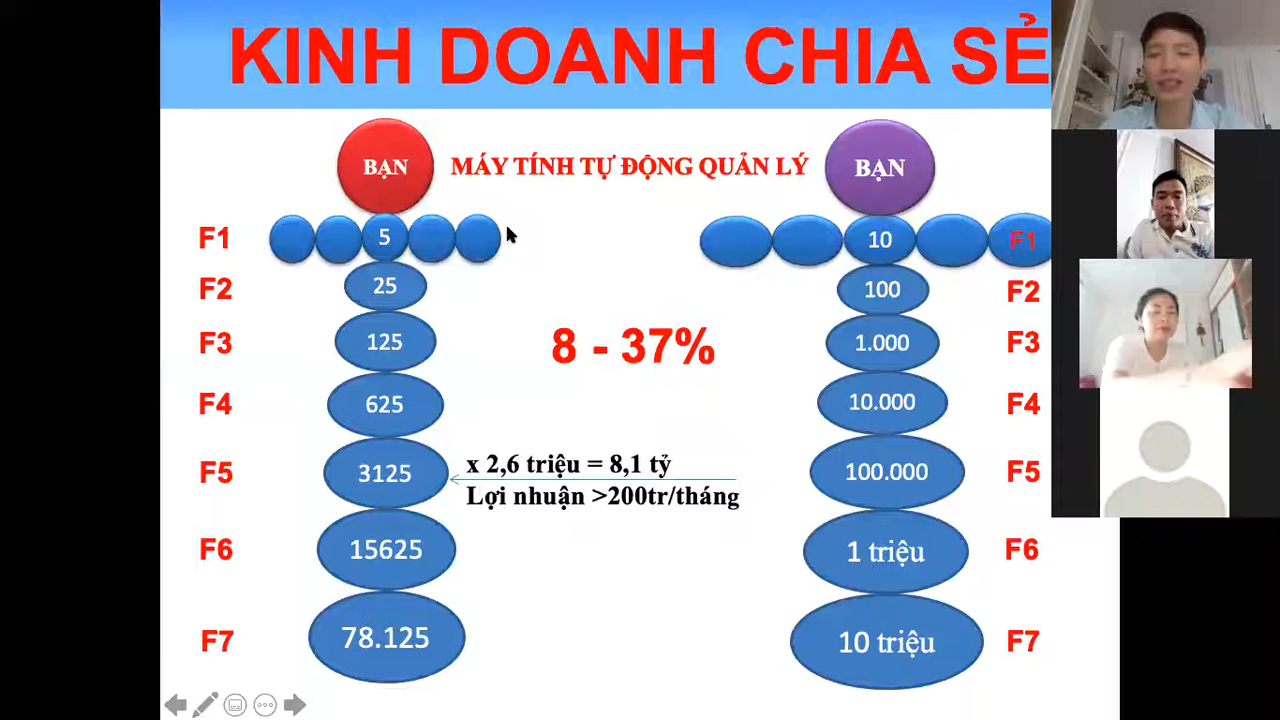 KINH DOANH CHIA SẺ
BẠN
MÁY TÍNH TỰ ĐỘNG QUẢN LÝ
BẠN
F1
5
10
F1
F2
25
100
F2
F3
125
8 - 37%
1.000
F3
F4
625
10.000
F4
F5
3125
x 2,6 triệu = 8,1 tỷ
Lợi nhuận >200tr/tháng
100.000
F5
F6
15625
1 triệu
F6
F7
78.125
10 triệu
F7